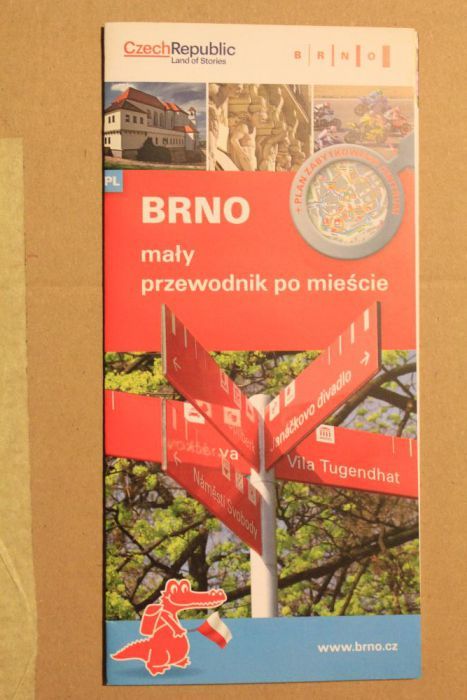 CzechRepublic
Land of Stories
B R N O
PL
+ PLAN ZABYTKOWEGO CENTRUM
BRNO
mały
przewodnik po mieście
Janáčkovo divadlo
Vila Tugendhat
Náměstí Svobody
www.brno.cz